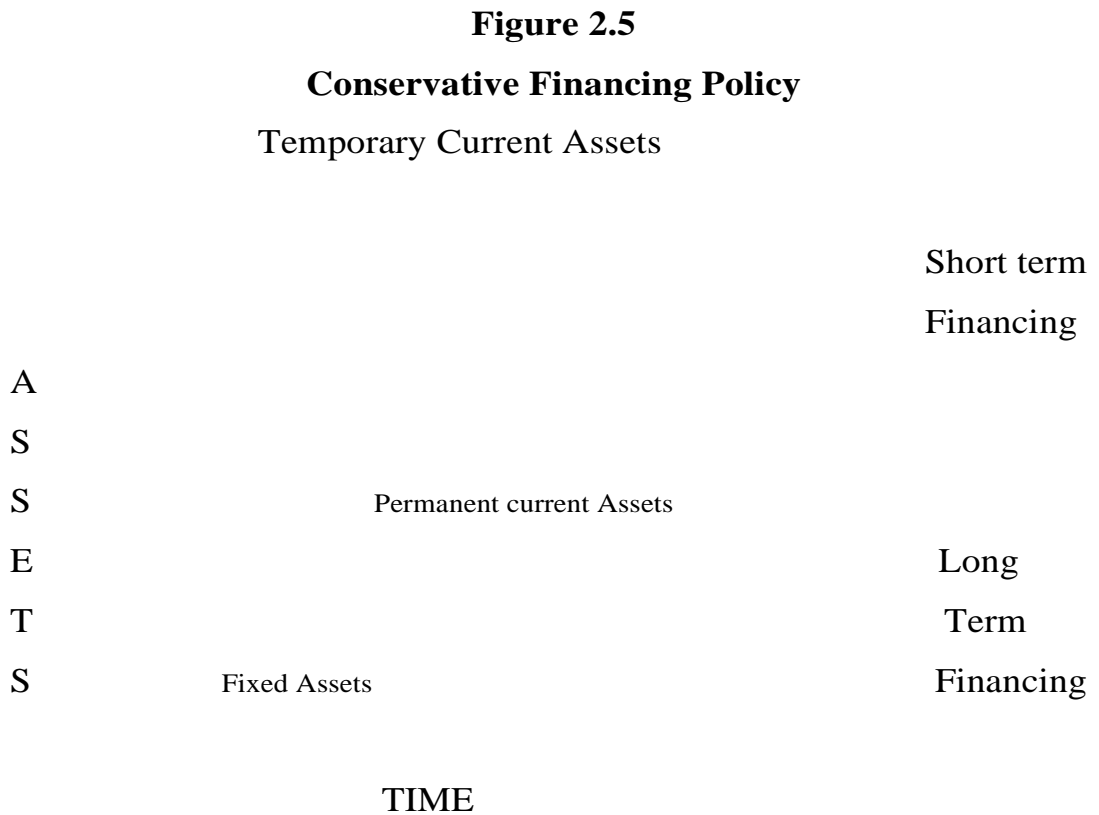 Figure 2.5
Conservative Financing Policy
Temporary Current Assets
Short term
Financing
A
S
S Permanent current Assets
E Long
T Term
S Fixed Assets Financing
TIME